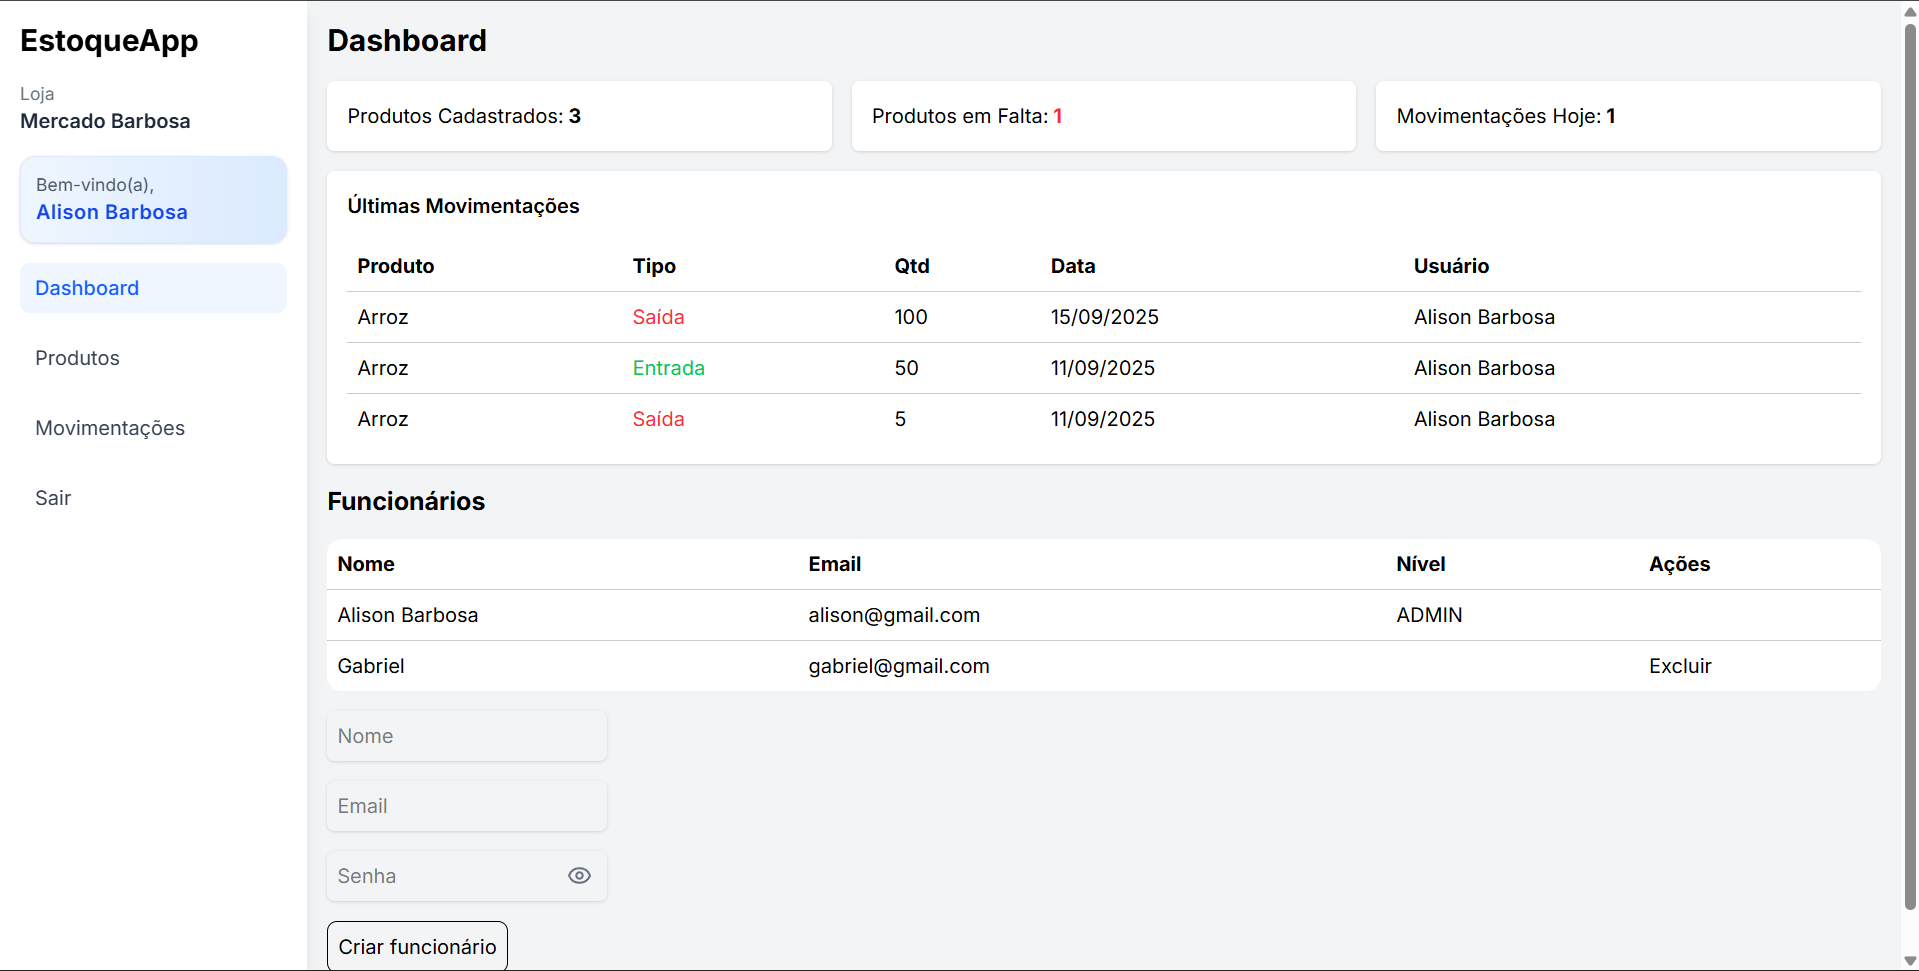 EstoqueApp
Loja
Mercado Barbosa
Bem-vindo(a),
Alison Barbosa
Dashboard
Produtos
Movimentações
Sair
Dashboard
Produtos Cadastrados: 3
Produtos em Falta: 1
Movimentações Hoje: 1
Últimas Movimentações
Produto Tipo Qtd Data Usuário
Arroz Saída 100 15/09/2025 Alison Barbosa
Arroz Entrada 50 11/09/2025 Alison Barbosa
Arroz Saída 5 11/09/2025 Alison Barbosa
Funcionários
Nome Email Nível Ações
Alison Barbosa alison@gmail.com ADMIN
Gabriel gabriel@gmail.com Excluir
Nome
Email
Senha
Criar funcionário